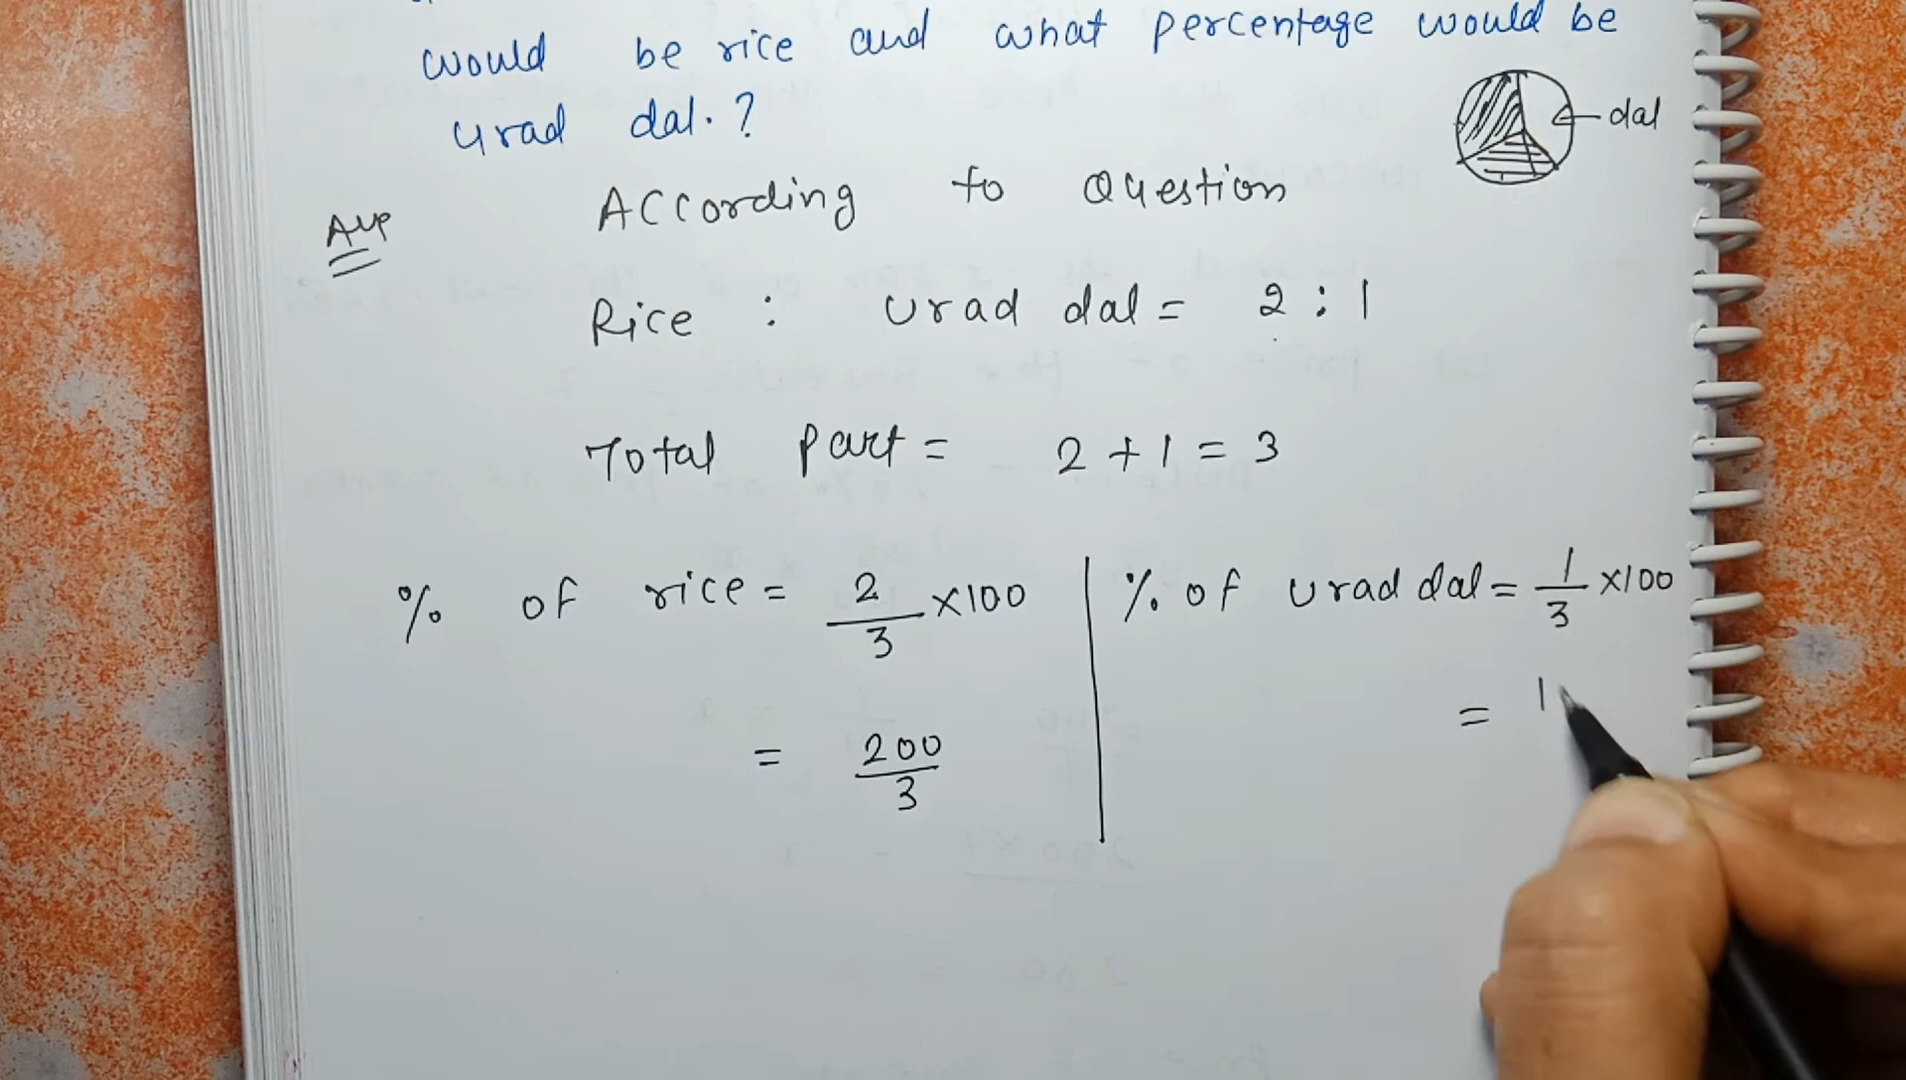 would be rice and what percentage would be
urad dal.?
dal
According to Question
Rice : Urad dal = 2 : 1
Total Part = 2 + 1 = 3
% of rice = 2/3 ×100
% of Urad dal = 1/3 ×100
= 200/3
= 1